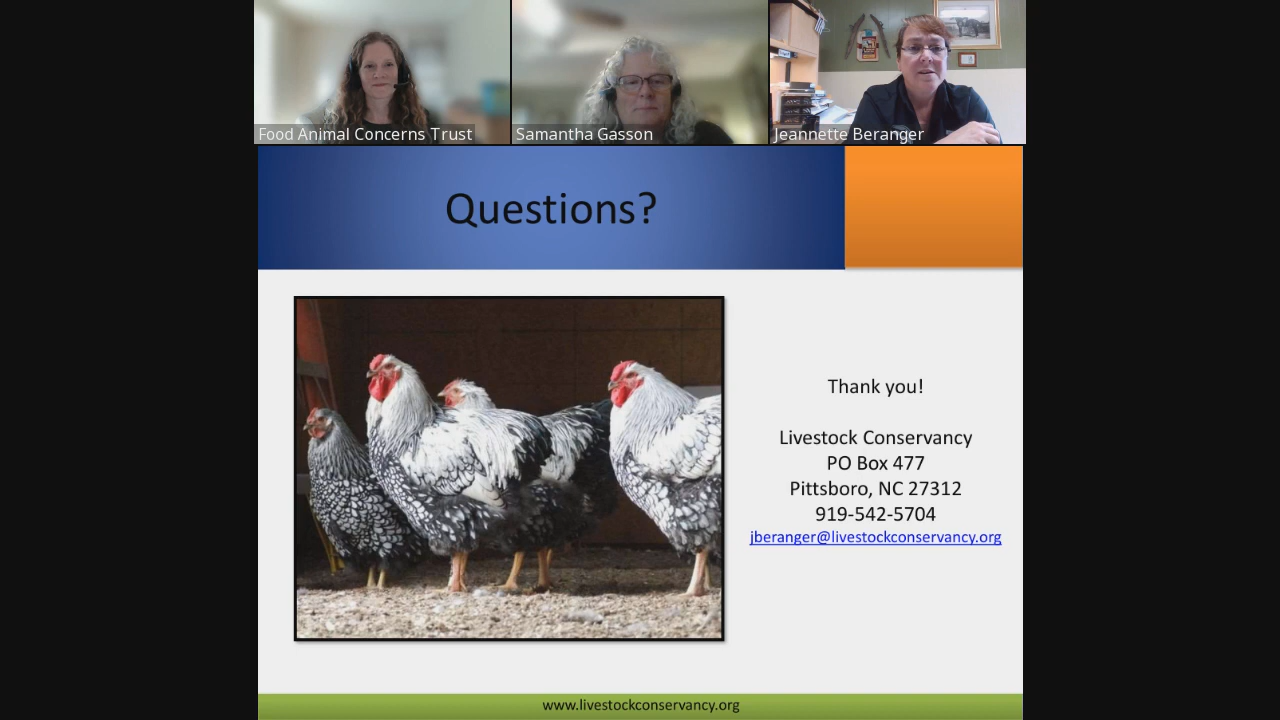 Food Animal Concerns Trust
Samantha Gasson
Jeannette Beranger
Questions?
Thank you!
Livestock Conservancy
PO Box 477
Pittsboro, NC 27312
919-542-5704
jberanger@livestockconservancy.org
www.livestockconservancy.org